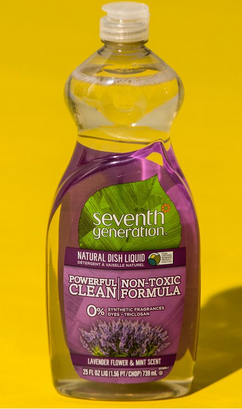 seventh
generation.
NATURAL DISH LIQUID
DÉTERGENT À VAISSELLE NATUREL
POWERFUL NON-TOXIC
CLEAN FORMULA
0% SYNTHETIC FRAGRANCES
DYES • TRICLOSAN
LAVENDER FLOWER & MINT SCENT
25 FL OZ LIQ (1.56 PT/CHOP) 739 mL